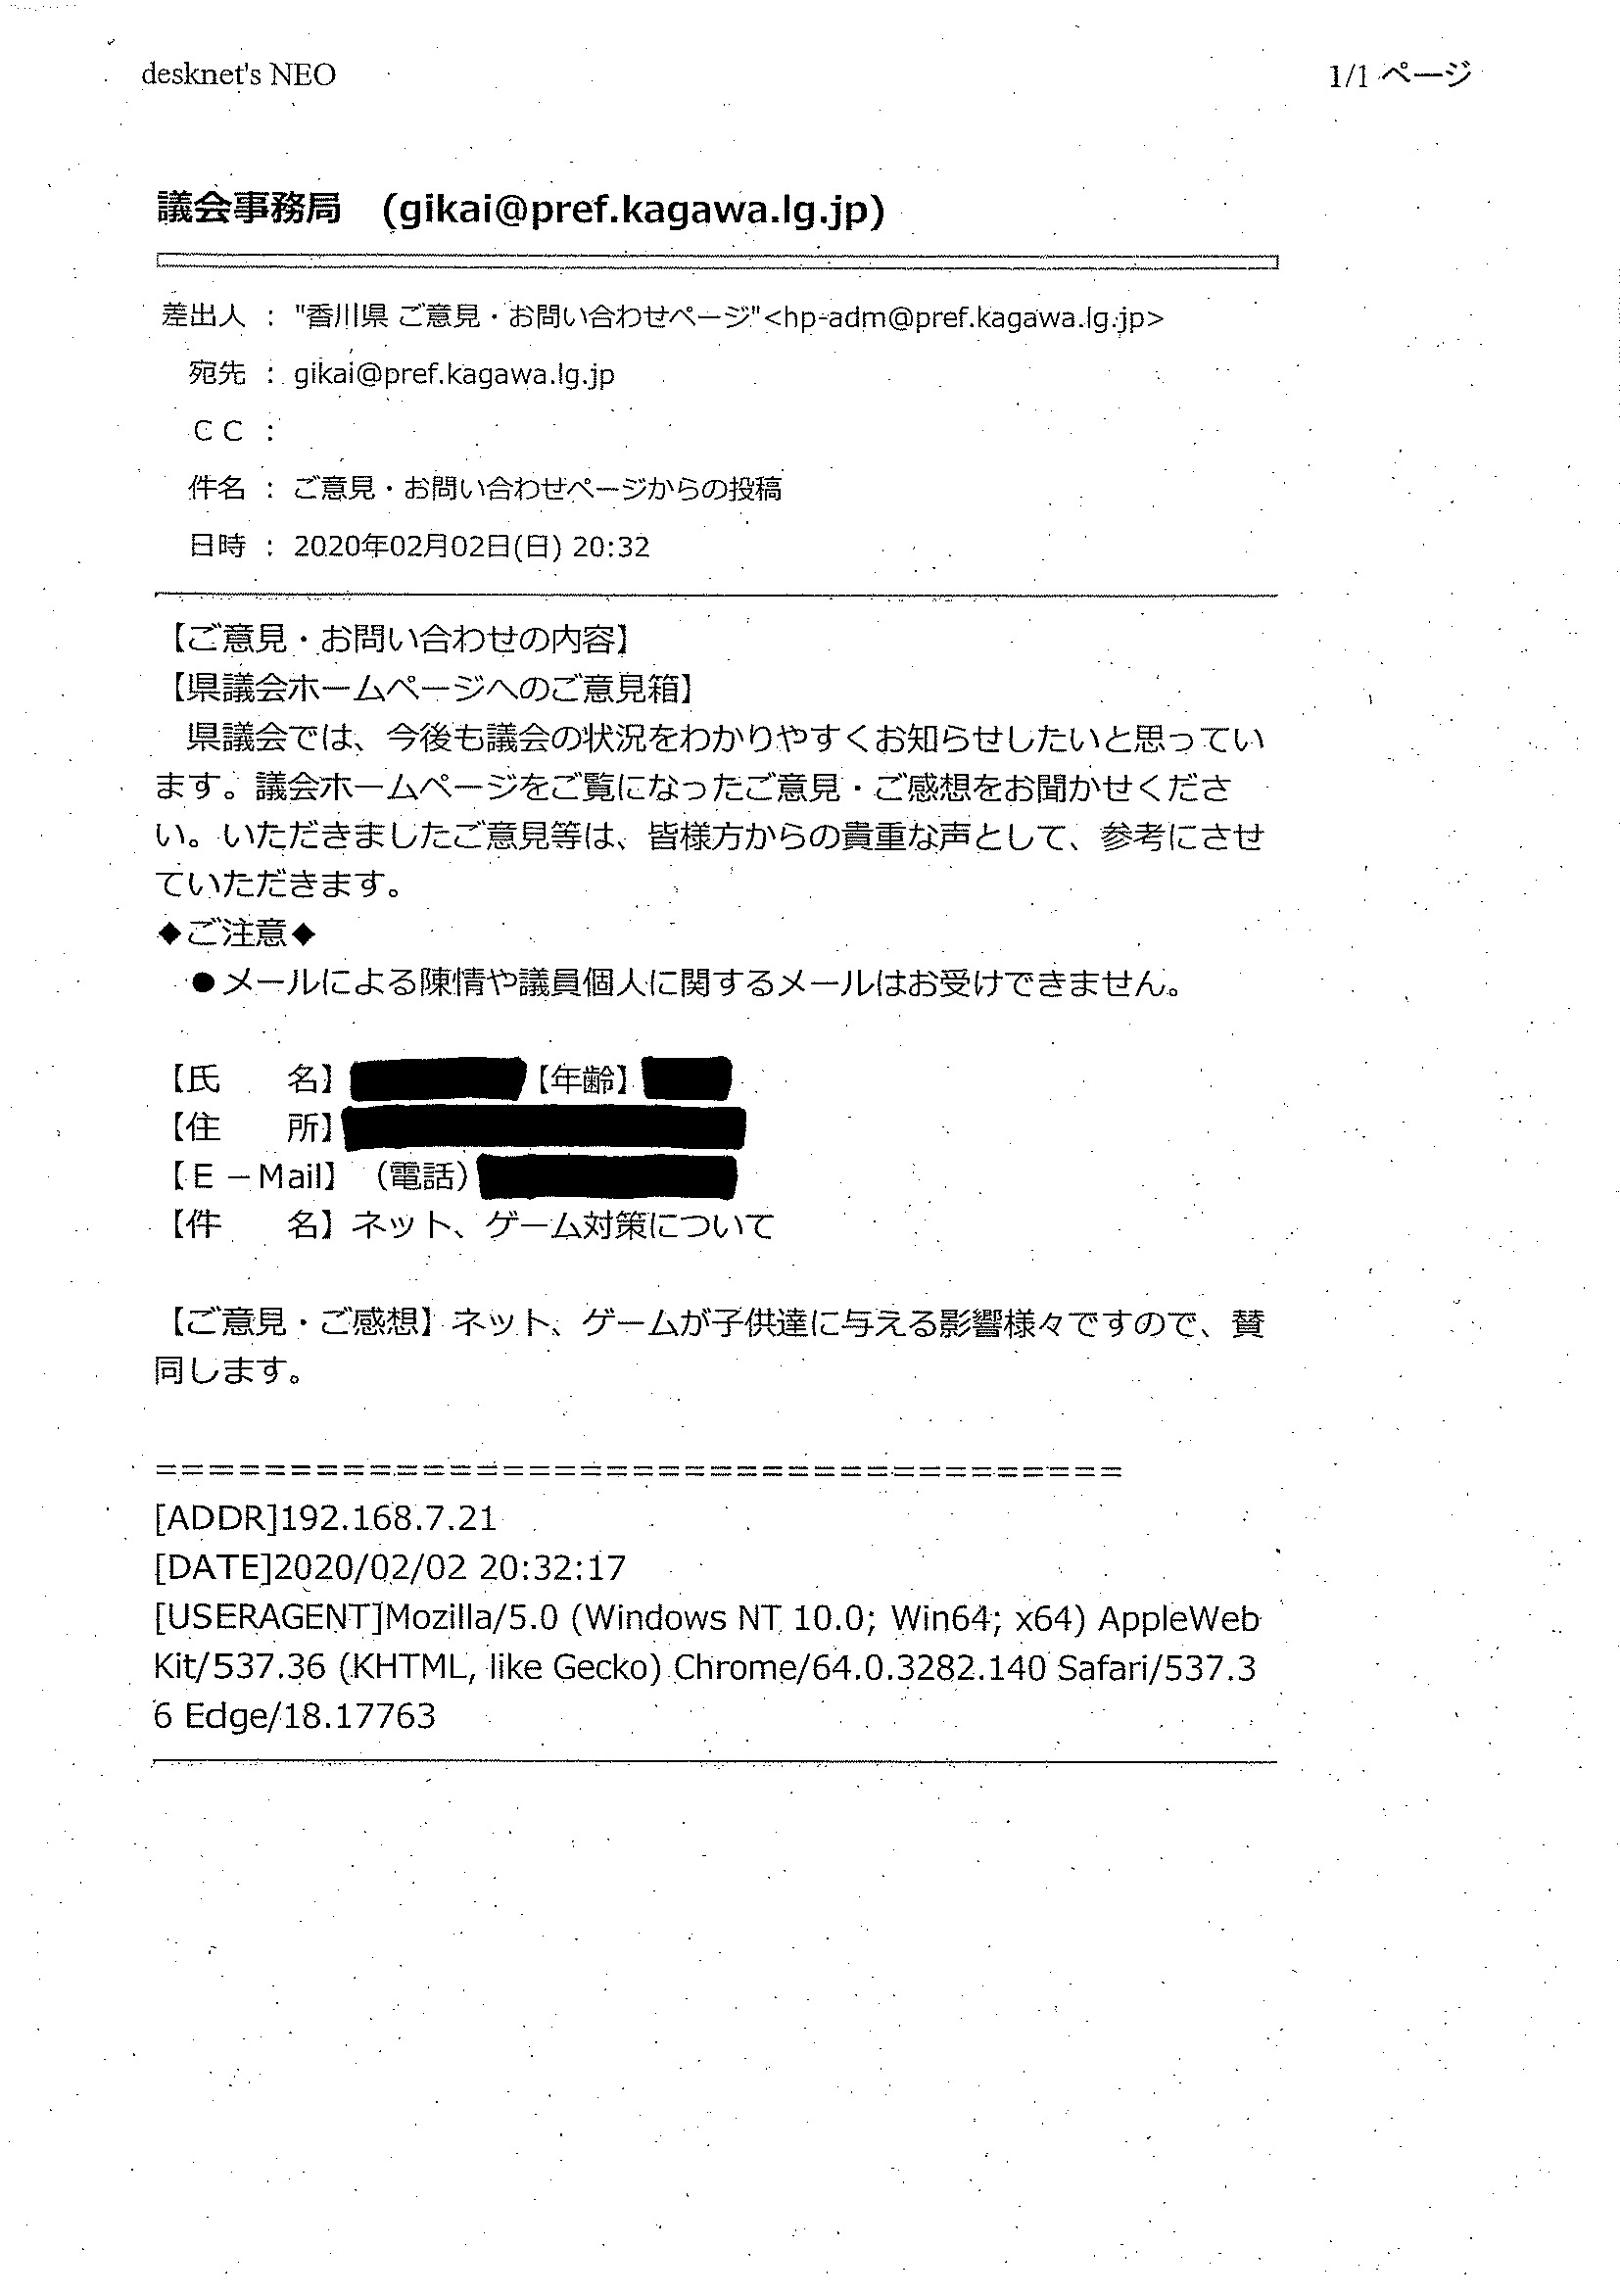 desknet's NEO
1/1 ページ
議会事務局　(gikai@pref.kagawa.lg.jp)
差出人 : "香川県 ご意見・お問い合わせページ"<hp-adm@pref.kagawa.lg.jp>
宛先 : gikai@pref.kagawa.lg.jp
ＣＣ :
件名 : ご意見・お問い合わせページからの投稿
日時 : 2020年02月02日(日) 20:32
【ご意見・お問い合わせの内容】
【県議会ホームページへのご意見箱】
　県議会では、今後も議会の状況をわかりやすくお知らせしたいと思ってい
ます。議会ホームページをご覧になったご意見・ご感想をお聞かせくださ
い。いただきましたご意見等は、皆様方からの貴重な声として、参考にさせ
ていただきます。
◆ご注意◆
　●メールによる陳情や議員個人に関するメールはお受けできません。
【氏　　名】【年齢】
【住　　所】
【Ｅ－Mail】（電話）
【件　　名】ネット、ゲーム対策について
【ご意見・ご感想】ネット、ゲームが子供達に与える影響様々ですので、賛
同します。
=====================================
[ADDR]192.168.7.21
[DATE]2020/02/02 20:32:17
[USERAGENT]Mozilla/5.0 (Windows NT 10.0; Win64; x64) AppleWeb
Kit/537.36 (KHTML, like Gecko) Chrome/64.0.3282.140 Safari/537.3
6 Edge/18.17763